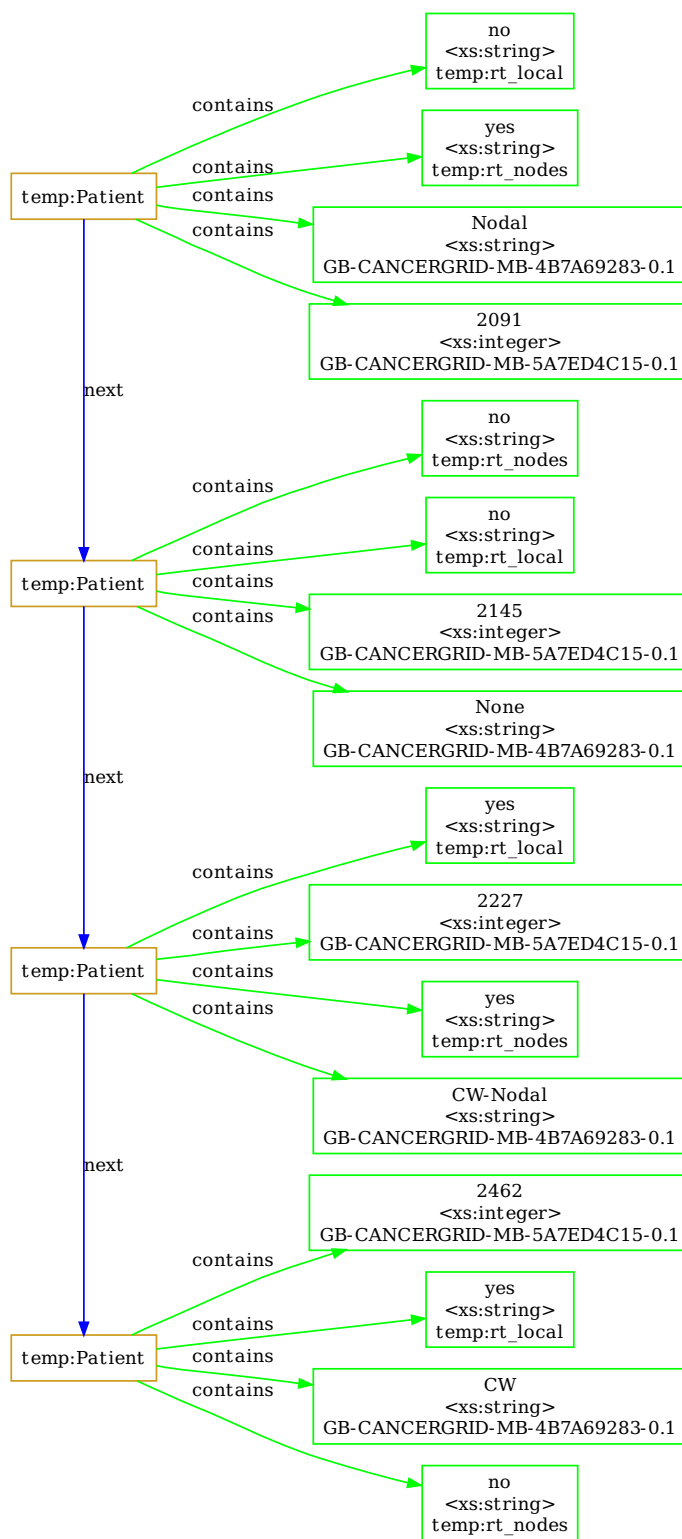 no
<xs:string>
temp:rt_local
contains
yes
<xs:string>
temp:rt_nodes
contains
temp:Patient
contains
Nodal
<xs:string>
GB-CANCERGRID-MB-4B7A69283-0.1
contains
2091
<xs:integer>
GB-CANCERGRID-MB-5A7ED4C15-0.1
next
no
<xs:string>
temp:rt_nodes
contains
no
<xs:string>
temp:rt_local
contains
temp:Patient
contains
2145
<xs:integer>
GB-CANCERGRID-MB-5A7ED4C15-0.1
contains
None
<xs:string>
GB-CANCERGRID-MB-4B7A69283-0.1
next
yes
<xs:string>
temp:rt_local
contains
2227
<xs:integer>
GB-CANCERGRID-MB-5A7ED4C15-0.1
contains
temp:Patient
contains
yes
<xs:string>
temp:rt_nodes
contains
CW-Nodal
<xs:string>
GB-CANCERGRID-MB-4B7A69283-0.1
next
2462
<xs:integer>
GB-CANCERGRID-MB-5A7ED4C15-0.1
contains
yes
<xs:string>
temp:rt_local
contains
temp:Patient
contains
CW
<xs:string>
GB-CANCERGRID-MB-4B7A69283-0.1
contains
no
<xs:string>
temp:rt_nodes